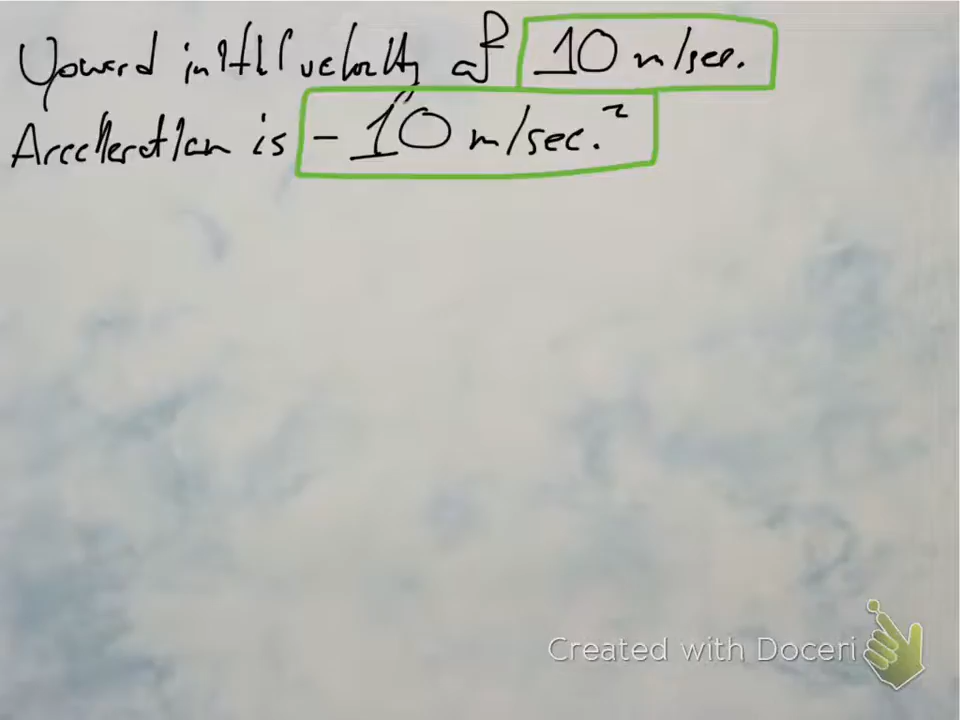 Upward initial velocity of 10 m/sec.
Acceleration is - 10 m/sec.²
Created with Doceri